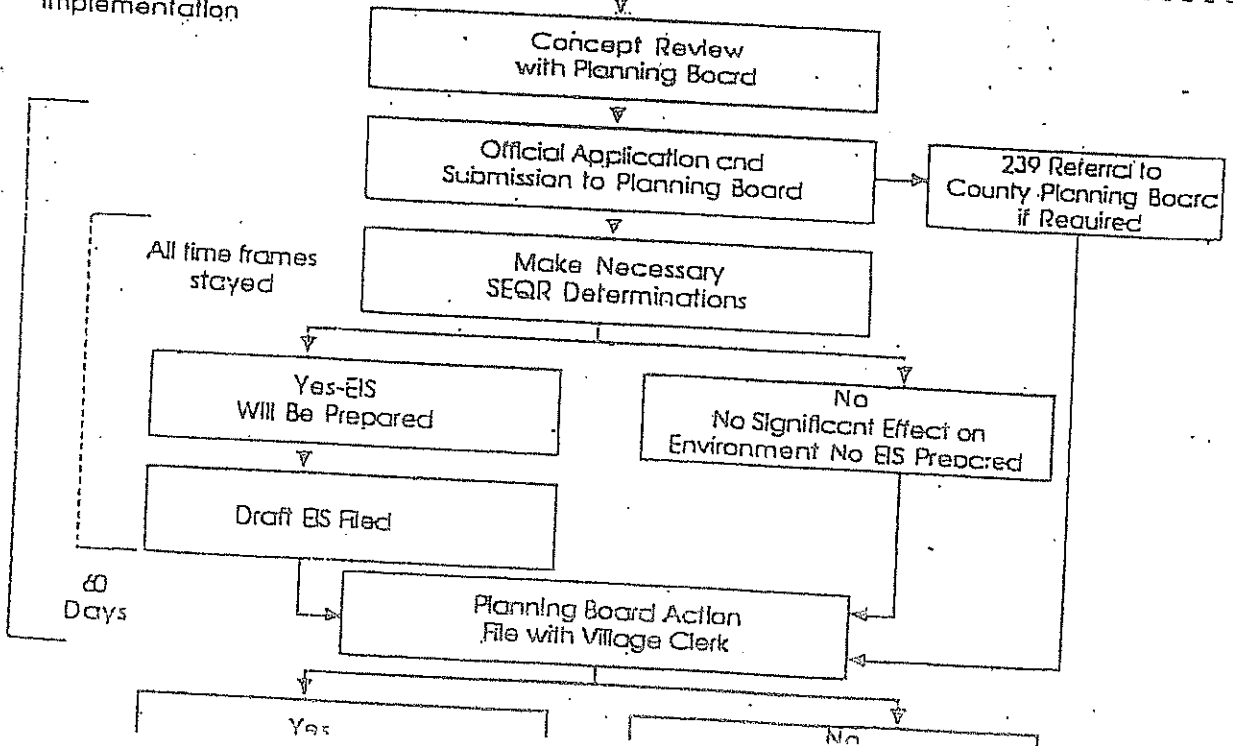 Implementation
Concept Review
with Planning Board
Official Application and
Submission to Planning Board
239 Referral to
County Planning Board
if Required
All time frames
stayed
Make Necessary
SEQR Determinations
Yes-EIS
Will Be Prepared
No
No Significant Effect on
Environment No EIS Prepared
Draft EIS Filed
60
Days
Planning Board Action
File with Village Clerk
Yes
No